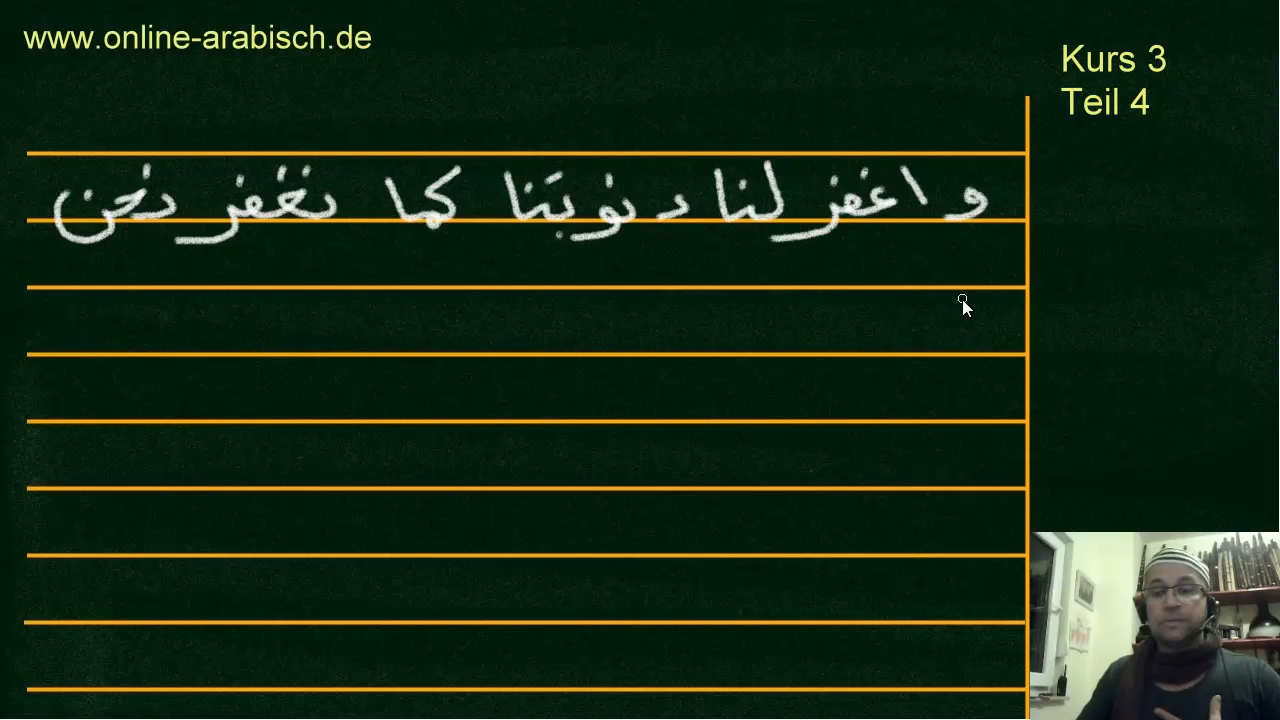 www.online-arabisch.de
Kurs 3
Teil 4
و اغفر لنا ذنوبنا كما نغفر نحن